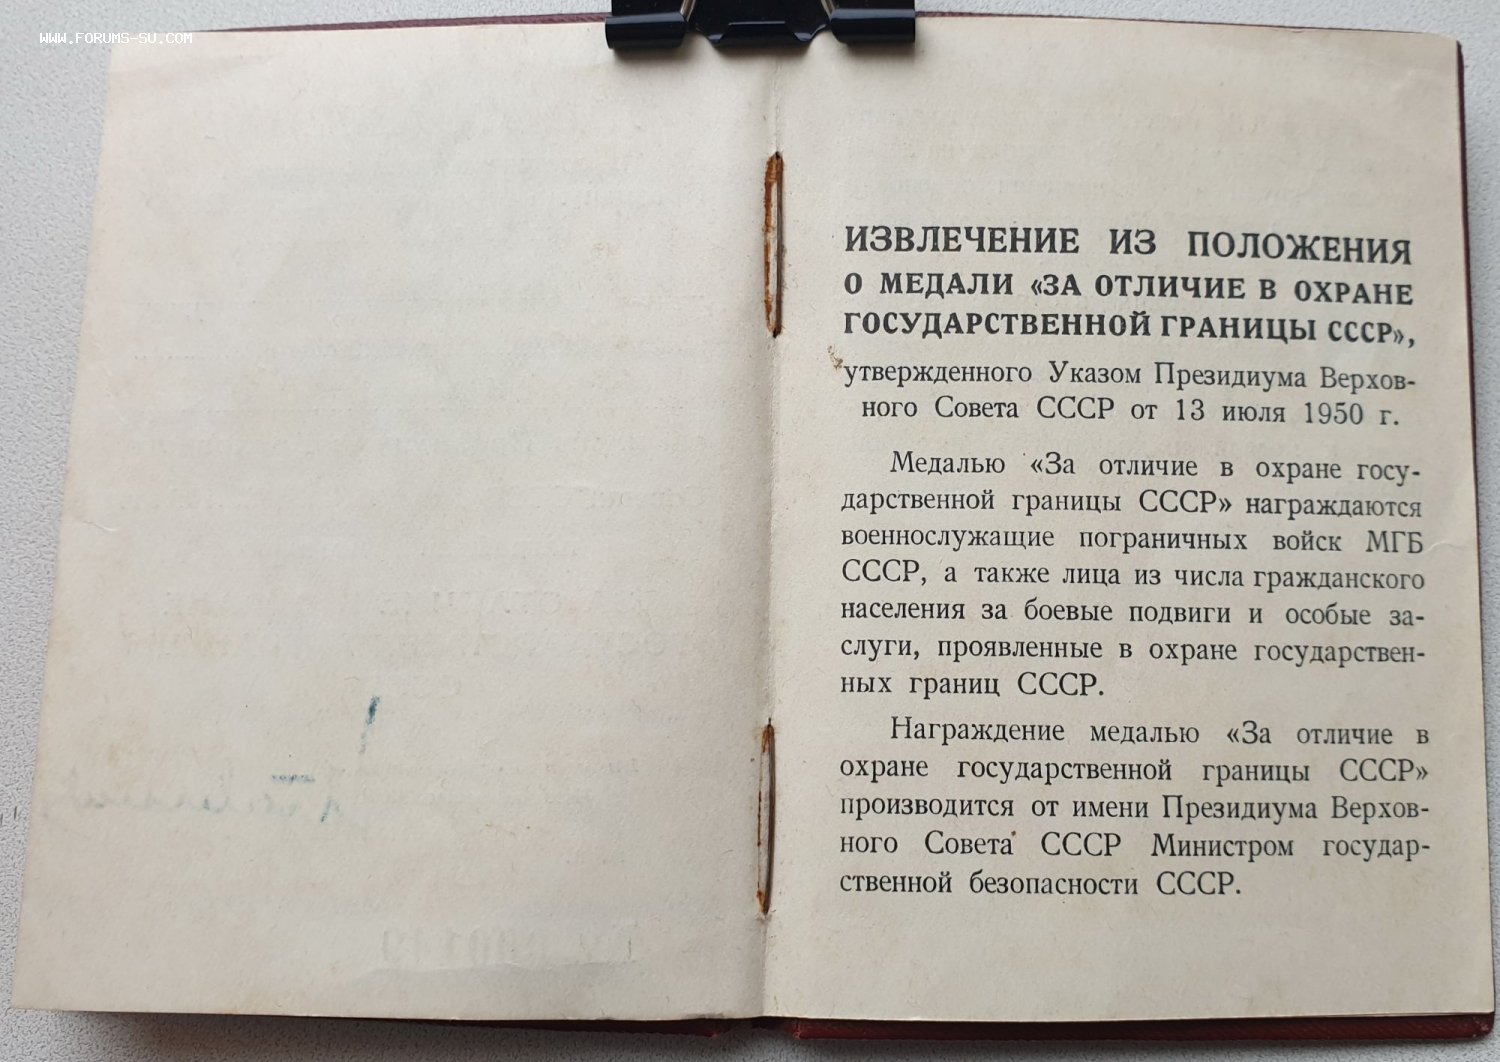 WWW.FORUMS-SU.COM
ИЗВЛЕЧЕНИЕ ИЗ ПОЛОЖЕНИЯ
О МЕДАЛИ «ЗА ОТЛИЧИЕ В ОХРАНЕ
ГОСУДАРСТВЕННОЙ ГРАНИЦЫ СССР»,
утвержденного Указом Президиума Верхов-
ного Совета СССР от 13 июля 1950 г.
Медалью «За отличие в охране госу-
дарственной границы СССР» награждаются
военнослужащие пограничных войск МГБ
СССР, а также лица из числа гражданского
населения за боевые подвиги и особые за-
слуги, проявленные в охране государствен-
ных границ СССР.
Награждение медалью «За отличие в
охране государственной границы СССР»
производится от имени Президиума Верхов-
ного Совета СССР Министром государ-
ственной безопасности СССР.